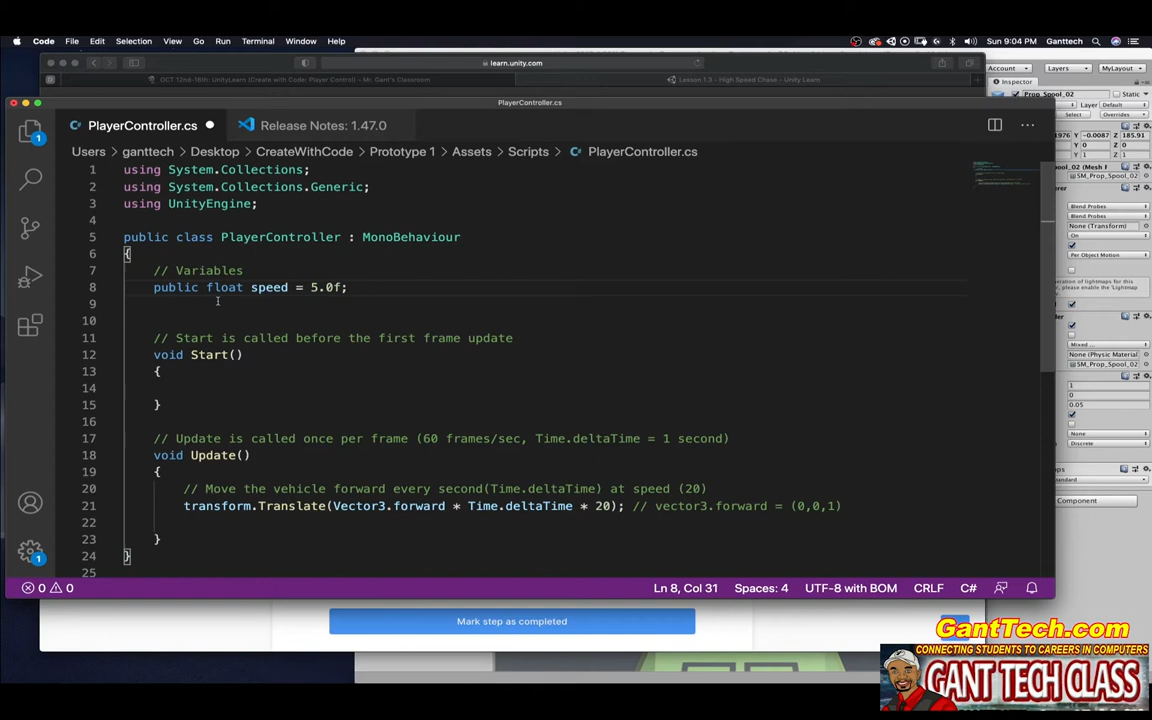 Code File Edit Selection View Go Run Terminal Window Help Sun 9:04 PM Ganttech
learn.unity.com
OCT 12nd-16th: UnityLearn (Create with Code: Player Control) – Mr. Gant's Classroom
Lesson 1.3 - High Speed Chase - Unity Learn
Account Layers MyLayout
Inspector
Prop_Spool_02 Static
Layer Default
Select Overrides
PlayerController.cs
PlayerController.cs Release Notes: 1.47.0
Users ganttech Desktop CreateWithCode Prototype 1 Assets Scripts PlayerController.cs
1 using System.Collections;
2 using System.Collections.Generic;
3 using UnityEngine;
4
5 public class PlayerController : MonoBehaviour
6 {
7 // Variables
8 public float speed = 5.0f;
9
10
11 // Start is called before the first frame update
12 void Start()
13 {
14
15 }
16
17 // Update is called once per frame (60 frames/sec, Time.deltaTime = 1 second)
18 void Update()
19 {
20 // Move the vehicle forward every second(Time.deltaTime) at speed (20)
21 transform.Translate(Vector3.forward * Time.deltaTime * 20); // vector3.forward = (0,0,1)
22
23 }
24 }
25
1
1
0 0 Ln 8, Col 31 Spaces: 4 UTF-8 with BOM CRLF C#
1976 Y -0.0087 Z 185.91
Y 0 Z 0
Y 1 Z 1
SM_Prop_Spool_02
Blend Probes
Blend Probes
None (Transform)
On
Per Object Motion
Mixed ...
None (Physic Material
SM_Prop_Spool_02
1
0
0.05
None
Discrete
Mark step as completed
GantTech.com
CONNECTING STUDENTS TO CAREERS IN COMPUTERS
GANT TECH CLASS